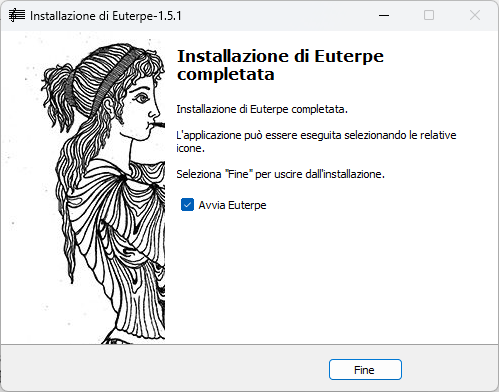 Installazione di Euterpe-1.5.1
Installazione di Euterpe
completata
Installazione di Euterpe completata.
L'applicazione può essere eseguita selezionando le relative
icone.
Seleziona "Fine" per uscire dall'installazione.
Avvia Euterpe
Fine